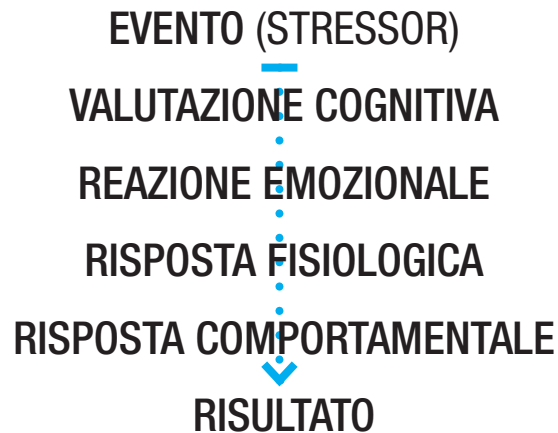 EVENTO (STRESSOR)
VALUTAZIONE COGNITIVA
REAZIONE EMOZIONALE
RISPOSTA FISIOLOGICA
RISPOSTA COMPORTAMENTALE
RISULTATO